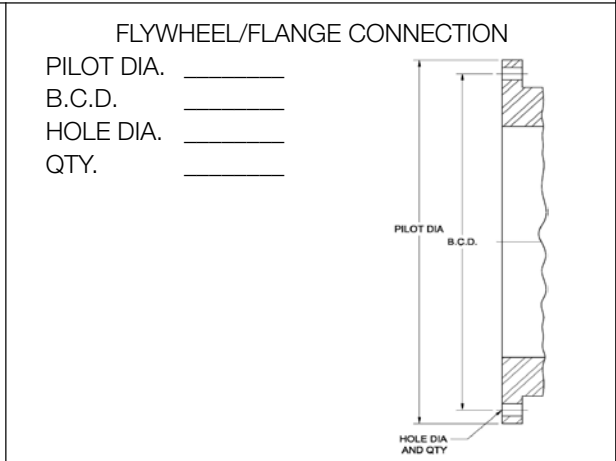 FLYWHEEL/FLANGE CONNECTION
PILOT DIA. ________
B.C.D. ________
HOLE DIA. ________
QTY. ________
PILOT DIA
B.C.D.
HOLE DIA
AND QTY